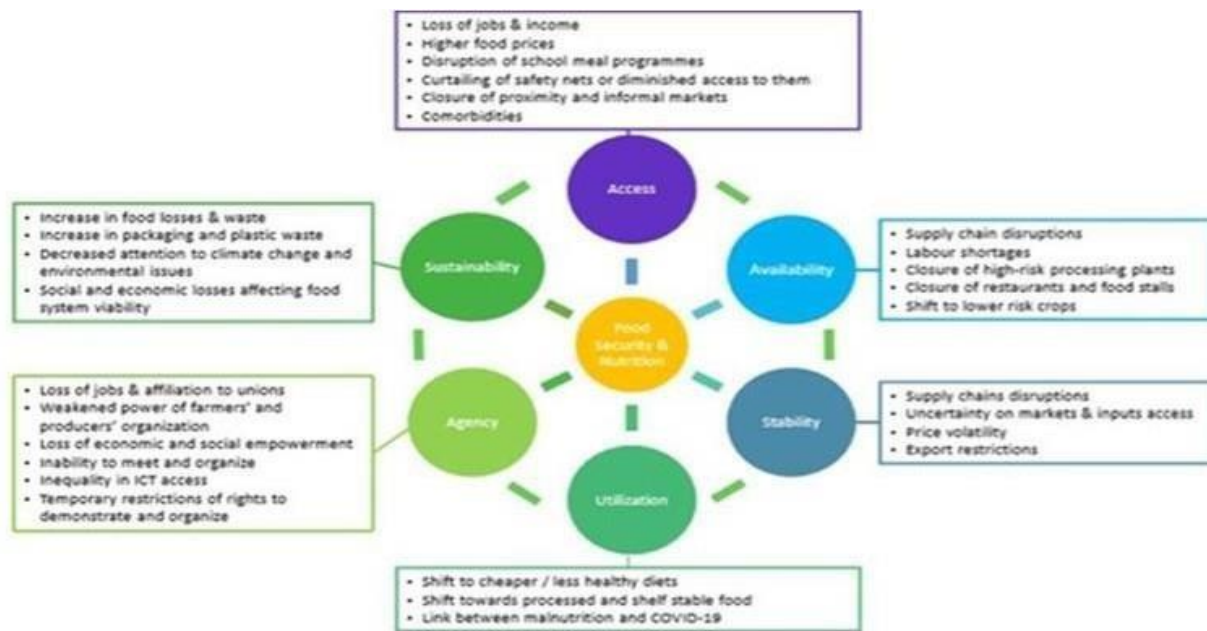 • Loss of jobs & income
• Higher food prices
• Disruption of school meal programmes
• Curtailing of safety nets or diminished access to them
• Closure of proximity and informal markets
• Comorbidities
Access
• Increase in food losses & waste
• Increase in packaging and plastic waste
• Decreased attention to climate change and
environmental issues
• Social and economic losses affecting food
system viability
Sustainability
Availability
• Supply chain disruptions
• Labour shortages
• Closure of high-risk processing plants
• Closure of restaurants and food stalls
• Shift to lower risk crops
Food
Security &
Nutrition
• Loss of jobs & affiliation to unions
• Weakened power of farmers' and
producers' organization
• Loss of economic and social empowerment
• Inability to meet and organize
• Inequality in ICT access
• Temporary restrictions of rights to
demonstrate and organize
Agency
Stability
• Supply chains disruptions
• Uncertainty on markets & inputs access
• Price volatility
• Export restrictions
Utilization
• Shift to cheaper / less healthy diets
• Shift towards processed and shelf stable food
• Link between malnutrition and COVID-19